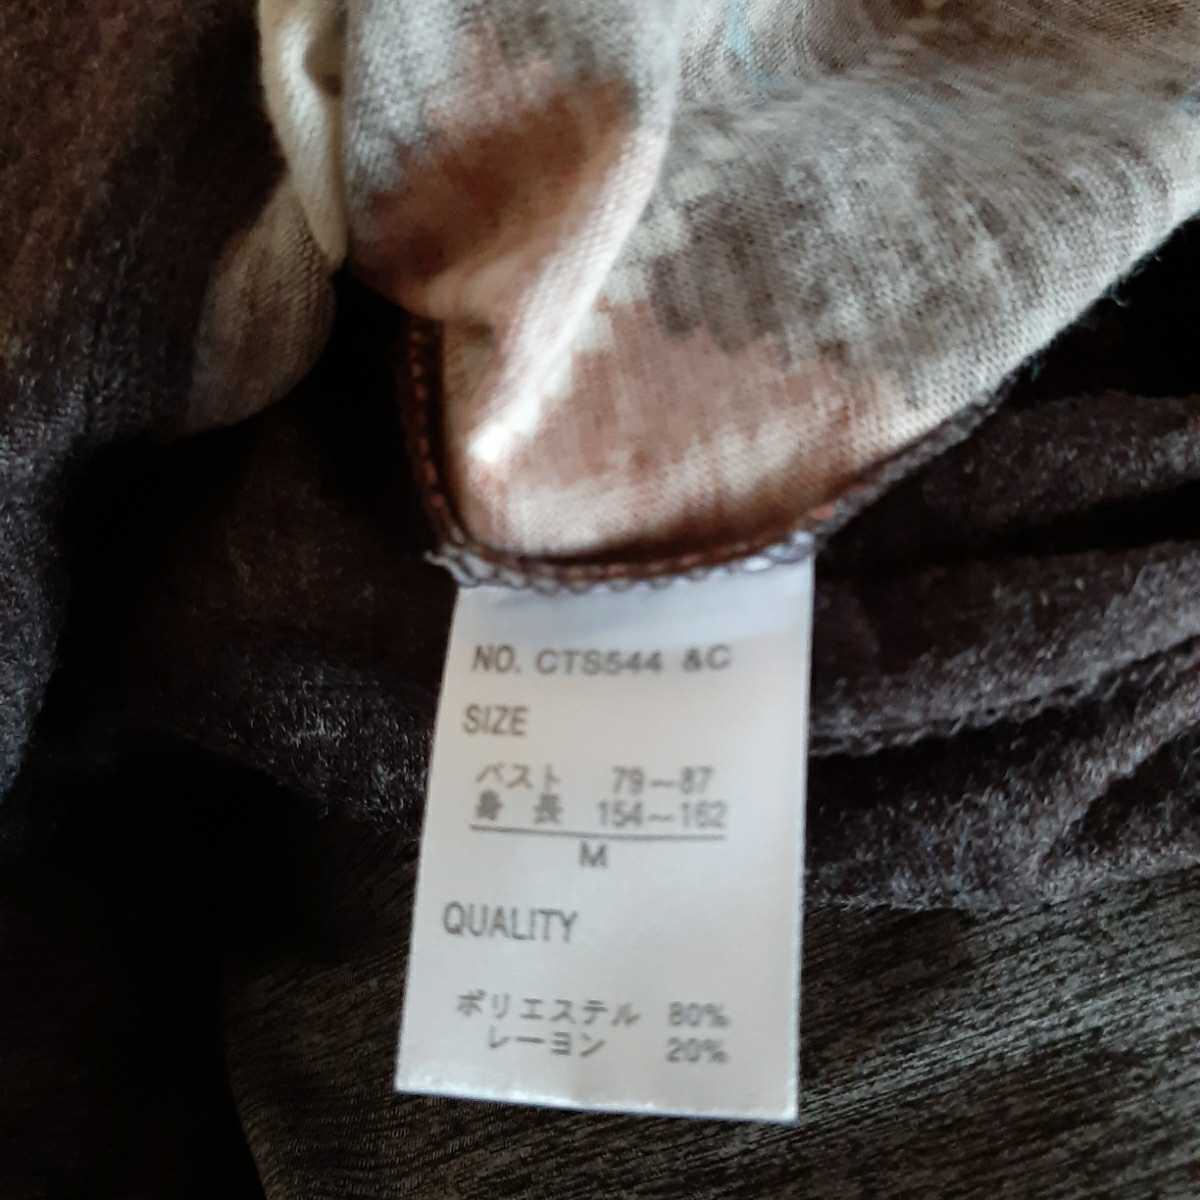 NO. CTS544 &C
SIZE
バスト 79～87
身長 154～162
M
QUALITY
ポリエステル 80%
レーヨン 20%